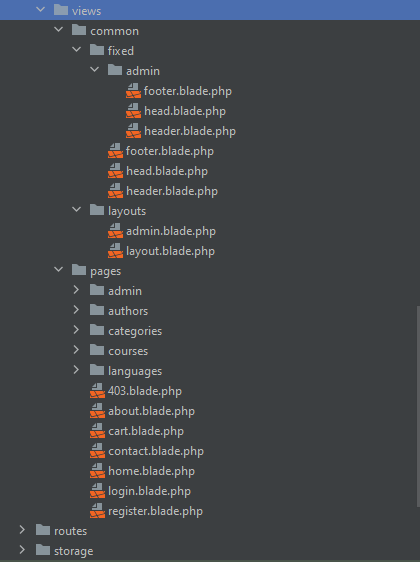 views
common
fixed
admin
footer.blade.php
head.blade.php
header.blade.php
footer.blade.php
head.blade.php
header.blade.php
layouts
admin.blade.php
layout.blade.php
pages
admin
authors
categories
courses
languages
403.blade.php
about.blade.php
cart.blade.php
contact.blade.php
home.blade.php
login.blade.php
register.blade.php
routes
storage